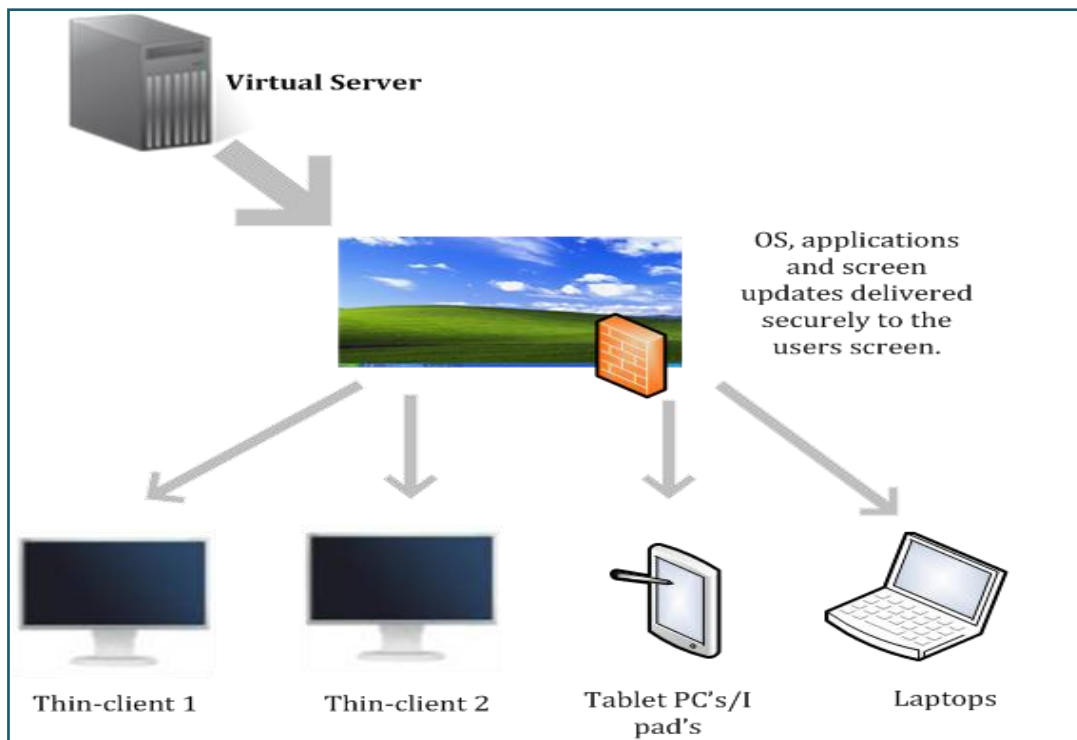 Virtual Server
OS, applications
and screen
updates delivered
securely to the
users screen.
Thin-client 1
Thin-client 2
Tablet PC's/I
pad's
Laptops